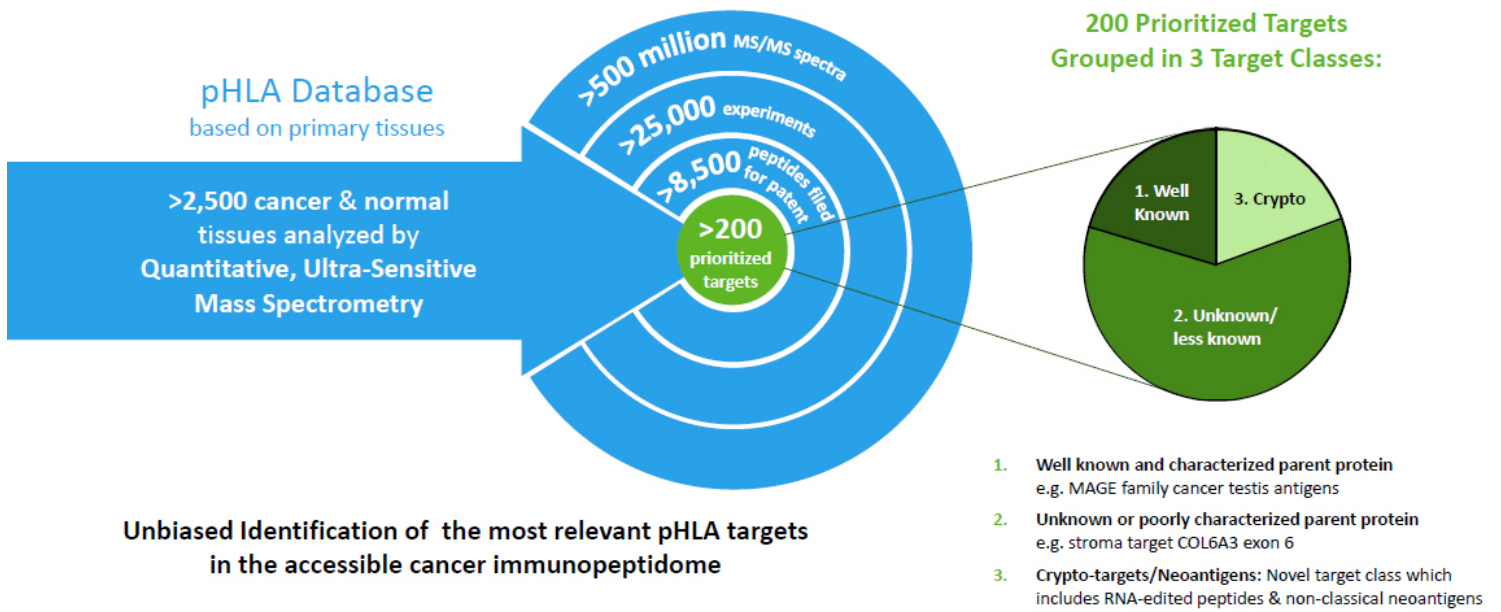 pHLA Database
based on primary tissues
>2,500 cancer & normal
tissues analyzed by
Quantitative, Ultra-Sensitive
Mass Spectrometry
>500 million MS/MS spectra
>25,000 experiments
>8,500 peptides filed
for patent
>200
prioritized
targets
Unbiased Identification of the most relevant pHLA targets
in the accessible cancer immunopeptidome
200 Prioritized Targets
Grouped in 3 Target Classes:
1. Well
Known
3. Crypto
2. Unknown/
less known
1. Well known and characterized parent protein
e.g. MAGE family cancer testis antigens
2. Unknown or poorly characterized parent protein
e.g. stroma target COL6A3 exon 6
3. Crypto-targets/Neoantigens: Novel target class which
includes RNA-edited peptides & non-classical neoantigens